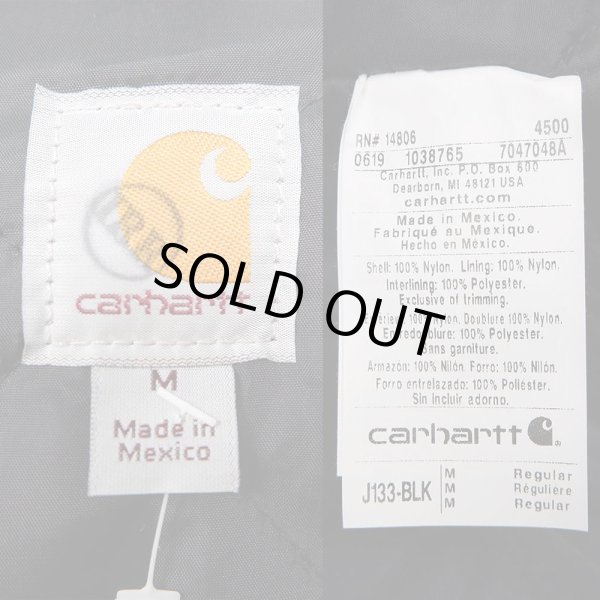 carhartt
M
Made in
Mexico
SOLD OUT
RN# 14806 4500
0619 1038765 7047048A
Carhartt, Inc. P.O. Box 600
Dearborn, MI 48121 USA
carhartt.com
Made in Mexico.
Fabriqué au Mexique.
Hecho en México.
Shell: 100% Nylon. Lining: 100% Nylon.
Interlining: 100% Polyester.
Exclusive of trimming.
Nylon, Doublure 100% Nylon
100% Polyester.
Sans garniture.
Armazón: 100% Nilón. Forro: 100% Nilón.
Forro entrelazado: 100% Poliéster.
Sin incluir adorno.
carhartt
J133-BLK
M Regular
M Régulière
M Regular